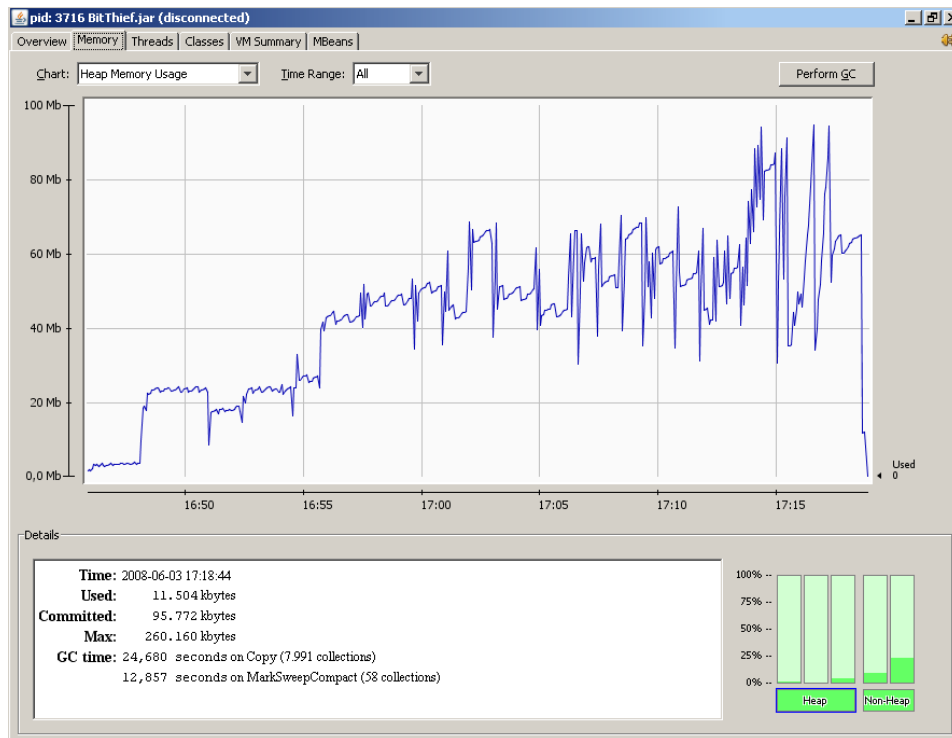 pid: 3716 BitThief.jar (disconnected)
Overview Memory Threads Classes VM Summary MBeans
Chart: Heap Memory Usage Time Range: All Perform GC
100 Mb
80 Mb
60 Mb
40 Mb
20 Mb
0,0 Mb
Used
0
16:50 16:55 17:00 17:05 17:10 17:15
Details
Time: 2008-06-03 17:18:44
Used: 11.504 kbytes
Committed: 95.772 kbytes
Max: 260.160 kbytes
GC time: 24,680 seconds on Copy (7.991 collections)
12,857 seconds on MarkSweepCompact (58 collections)
100% --
75% --
50% --
25% --
0% --
Heap Non-Heap